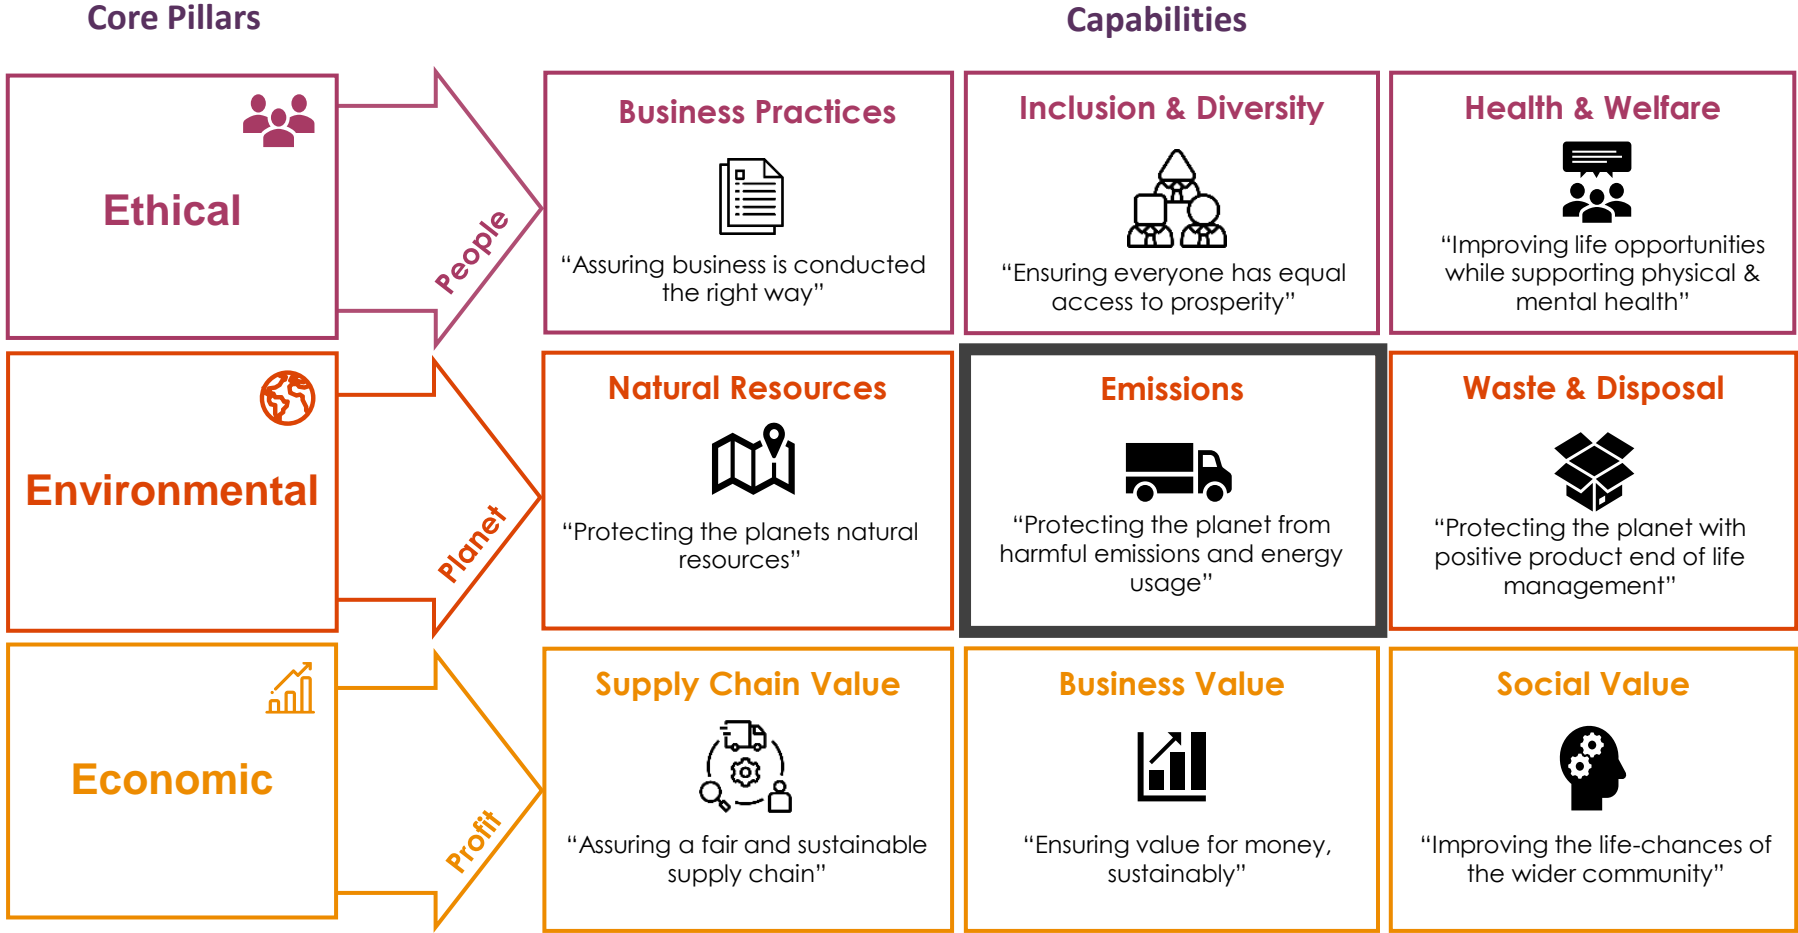 Core Pillars
Capabilities
Ethical
People
Business Practices
“Assuring business is conducted
the right way”
Inclusion & Diversity
“Ensuring everyone has equal
access to prosperity”
Health & Welfare
“Improving life opportunities
while supporting physical &
mental health”
Environmental
Planet
Natural Resources
“Protecting the planets natural
resources”
Emissions
“Protecting the planet from
harmful emissions and energy
usage”
Waste & Disposal
“Protecting the planet with
positive product end of life
management”
Economic
Profit
Supply Chain Value
“Assuring a fair and sustainable
supply chain”
Business Value
“Ensuring value for money,
sustainably”
Social Value
“Improving the life-chances of
the wider community”